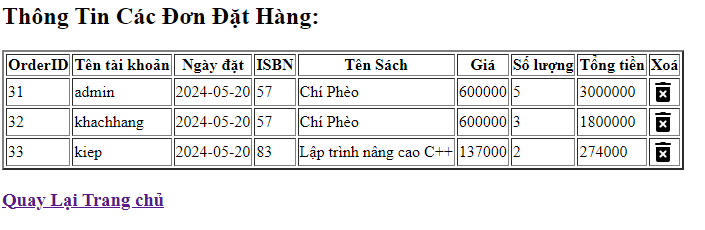 Thông Tin Các Đơn Đặt Hàng:
OrderID Tên tài khoản Ngày đặt ISBN Tên Sách Giá Số lượng Tổng tiền Xoá
31 admin 2024-05-20 57 Chí Phèo 600000 5 3000000
32 khachhang 2024-05-20 57 Chí Phèo 600000 3 1800000
33 kiep 2024-05-20 83 Lập trình nâng cao C++ 137000 2 274000
Quay Lại Trang chủ